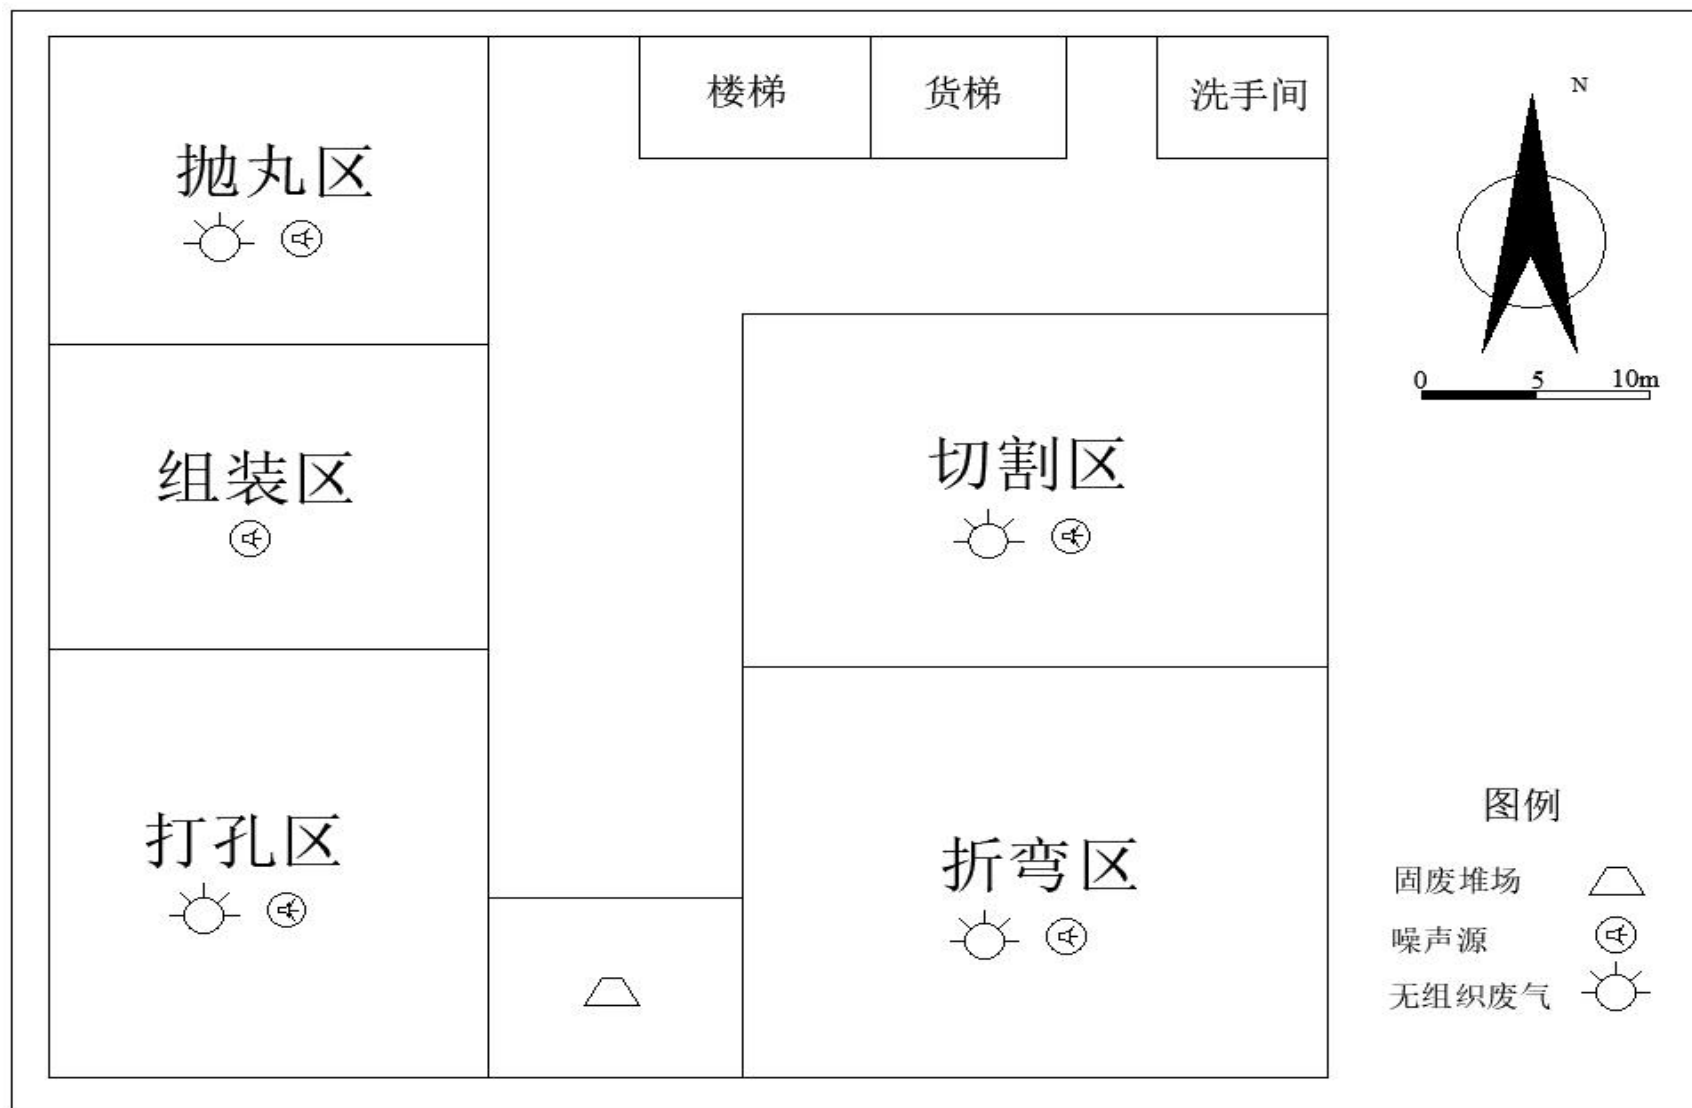 楼梯
货梯
洗手间
N
抛丸区
0 5 10m
组装区
切割区
打孔区
折弯区
图例
固废堆场
噪声源
无组织废气